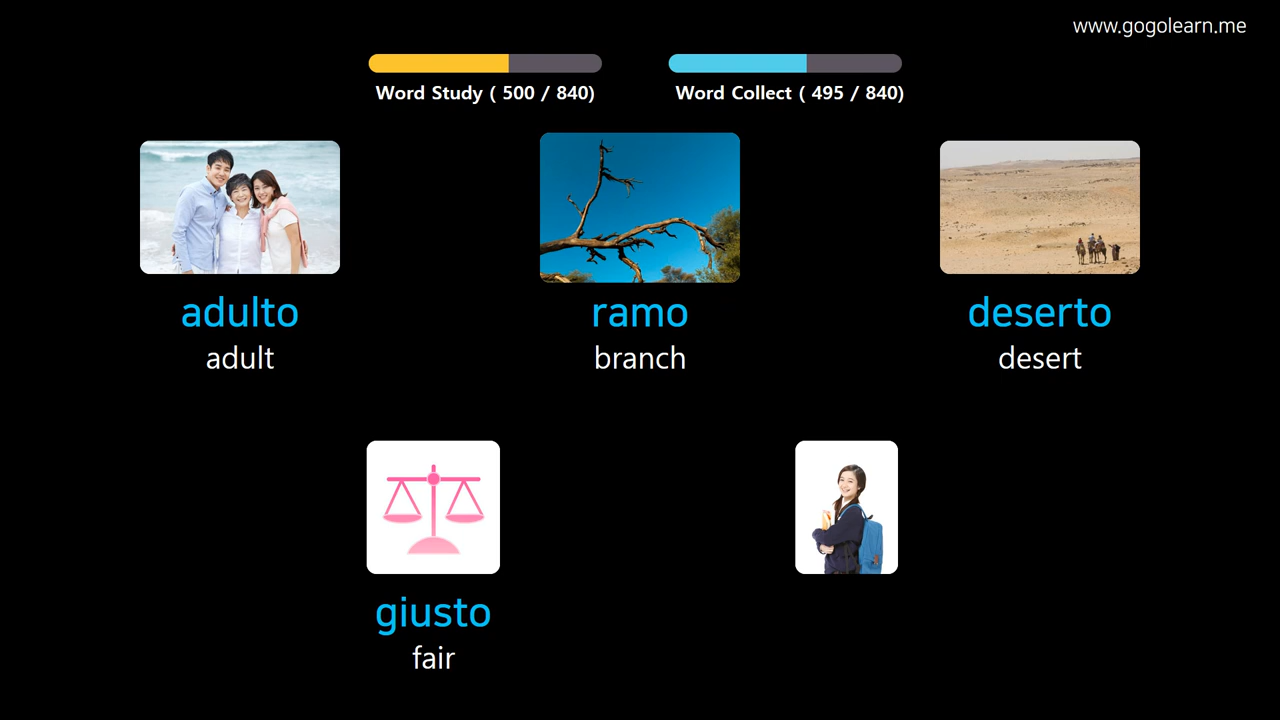 www.gogolearn.me
Word Study ( 500 / 840)
Word Collect ( 495 / 840)
adulto
adult
ramo
branch
deserto
desert
giusto
fair